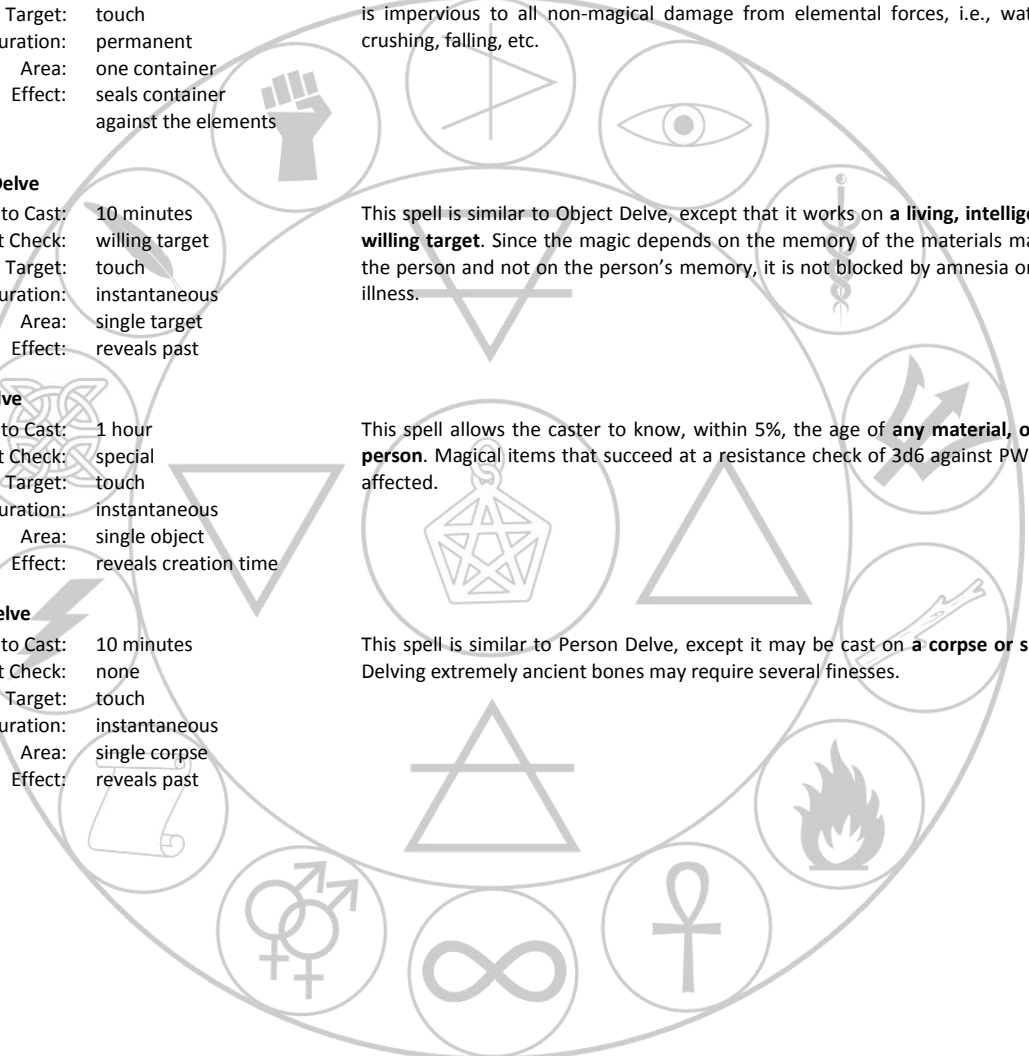 Target: touch
is impervious to all non-magical damage from elemental forces, i.e., wat
uration: permanent
crushing, falling, etc.
Area: one container
Effect: seals container
against the elements
Delve
to Cast: 10 minutes
This spell is similar to Object Delve, except that it works on a living, intellige
t Check: willing target
willing target. Since the magic depends on the memory of the materials ma
Target: touch
the person and not on the person's memory, it is not blocked by amnesia or
uration: instantaneous
illness.
Area: single target
Effect: reveals past
lve
to Cast: 1 hour
This spell allows the caster to know, within 5%, the age of any material, o
t Check: special
person. Magical items that succeed at a resistance check of 3d6 against PW
Target: touch
affected.
uration: instantaneous
Area: single object
Effect: reveals creation time
elve
to Cast: 10 minutes
This spell is similar to Person Delve, except it may be cast on a corpse or s
t Check: none
Delving extremely ancient bones may require several finesses.
Target: touch
uration: instantaneous
Area: single corpse
Effect: reveals past